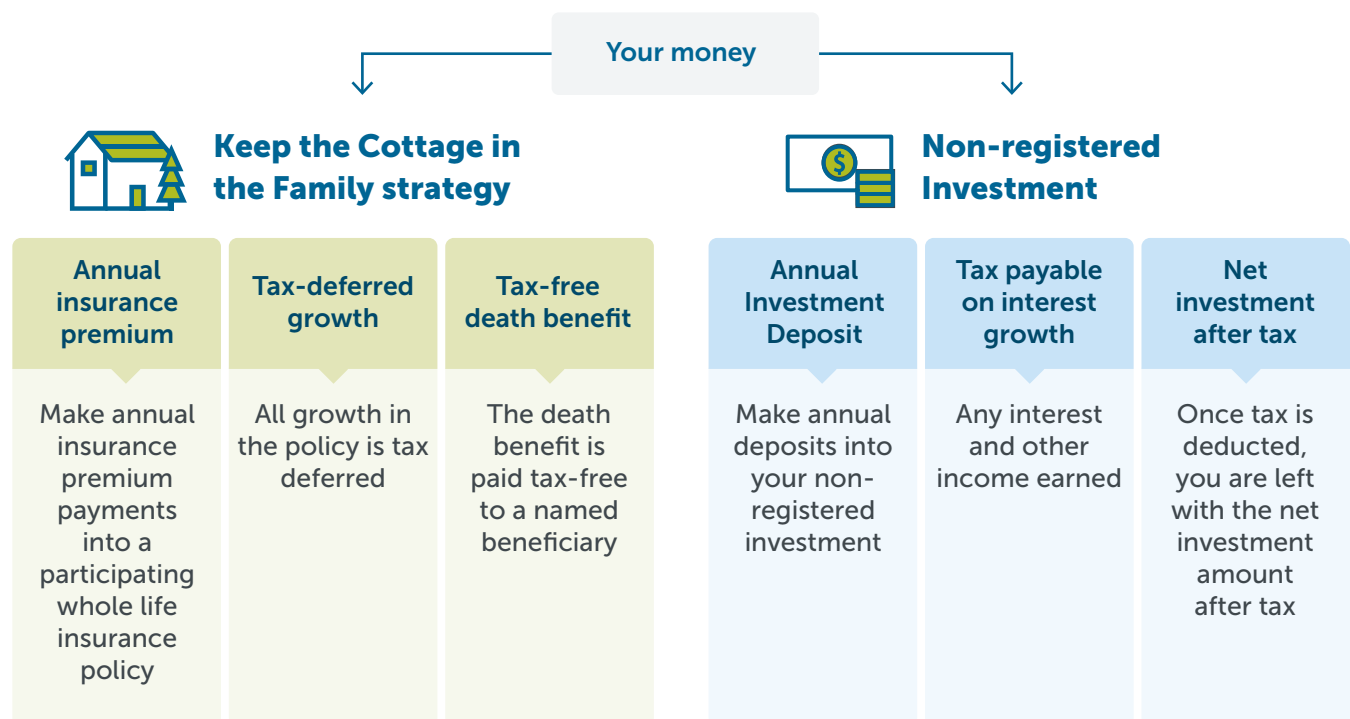 Your money
Keep the Cottage in
the Family strategy
Annual
insurance
premium
Make annual
insurance
premium
payments
into a
participating
whole life
insurance
policy
Tax-deferred
growth
All growth in
the policy is tax
deferred
Tax-free
death benefit
The death
benefit is
paid tax-free
to a named
beneficiary
$
Non-registered
Investment
Annual
Investment
Deposit
Make annual
deposits into
your non-
registered
investment
Tax payable
on interest
growth
Any interest
and other
income earned
Net
investment
after tax
Once tax is
deducted,
you are left
with the net
investment
amount
after tax